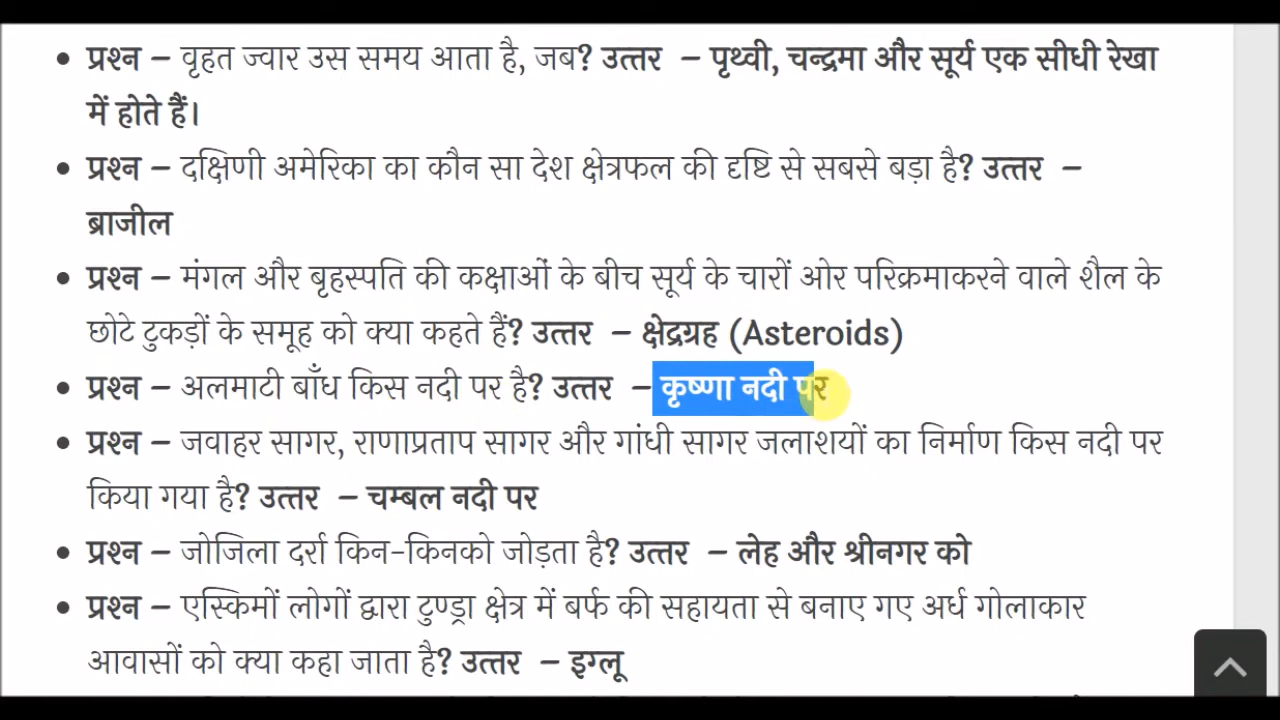 • प्रश्न – वृहत ज्वार उस समय आता है, जब? उत्तर – पृथ्वी, चन्द्रमा और सूर्य एक सीधी रेखा
में होते हैं।
• प्रश्न – दक्षिणी अमेरिका का कौन सा देश क्षेत्रफल की दृष्टि से सबसे बड़ा है? उत्तर –
ब्राजील
• प्रश्न – मंगल और बृहस्पति की कक्षाओं के बीच सूर्य के चारों ओर परिक्रमाकरने वाले शैल के
छोटे टुकड़ों के समूह को क्या कहते हैं? उत्तर – क्षेद्रग्रह (Asteroids)
• प्रश्न – अलमाटी बाँध किस नदी पर है? उत्तर – कृष्णा नदी पर
• प्रश्न – जवाहर सागर, राणाप्रताप सागर और गांधी सागर जलाशयों का निर्माण किस नदी पर
किया गया है? उत्तर – चम्बल नदी पर
• प्रश्न – जोजिला दर्रा किन-किनको जोड़ता है? उत्तर – लेह और श्रीनगर को
• प्रश्न – एस्किमों लोगों द्वारा टुण्ड्रा क्षेत्र में बर्फ की सहायता से बनाए गए अर्ध गोलाकार
आवासों को क्या कहा जाता है? उत्तर – इग्लू